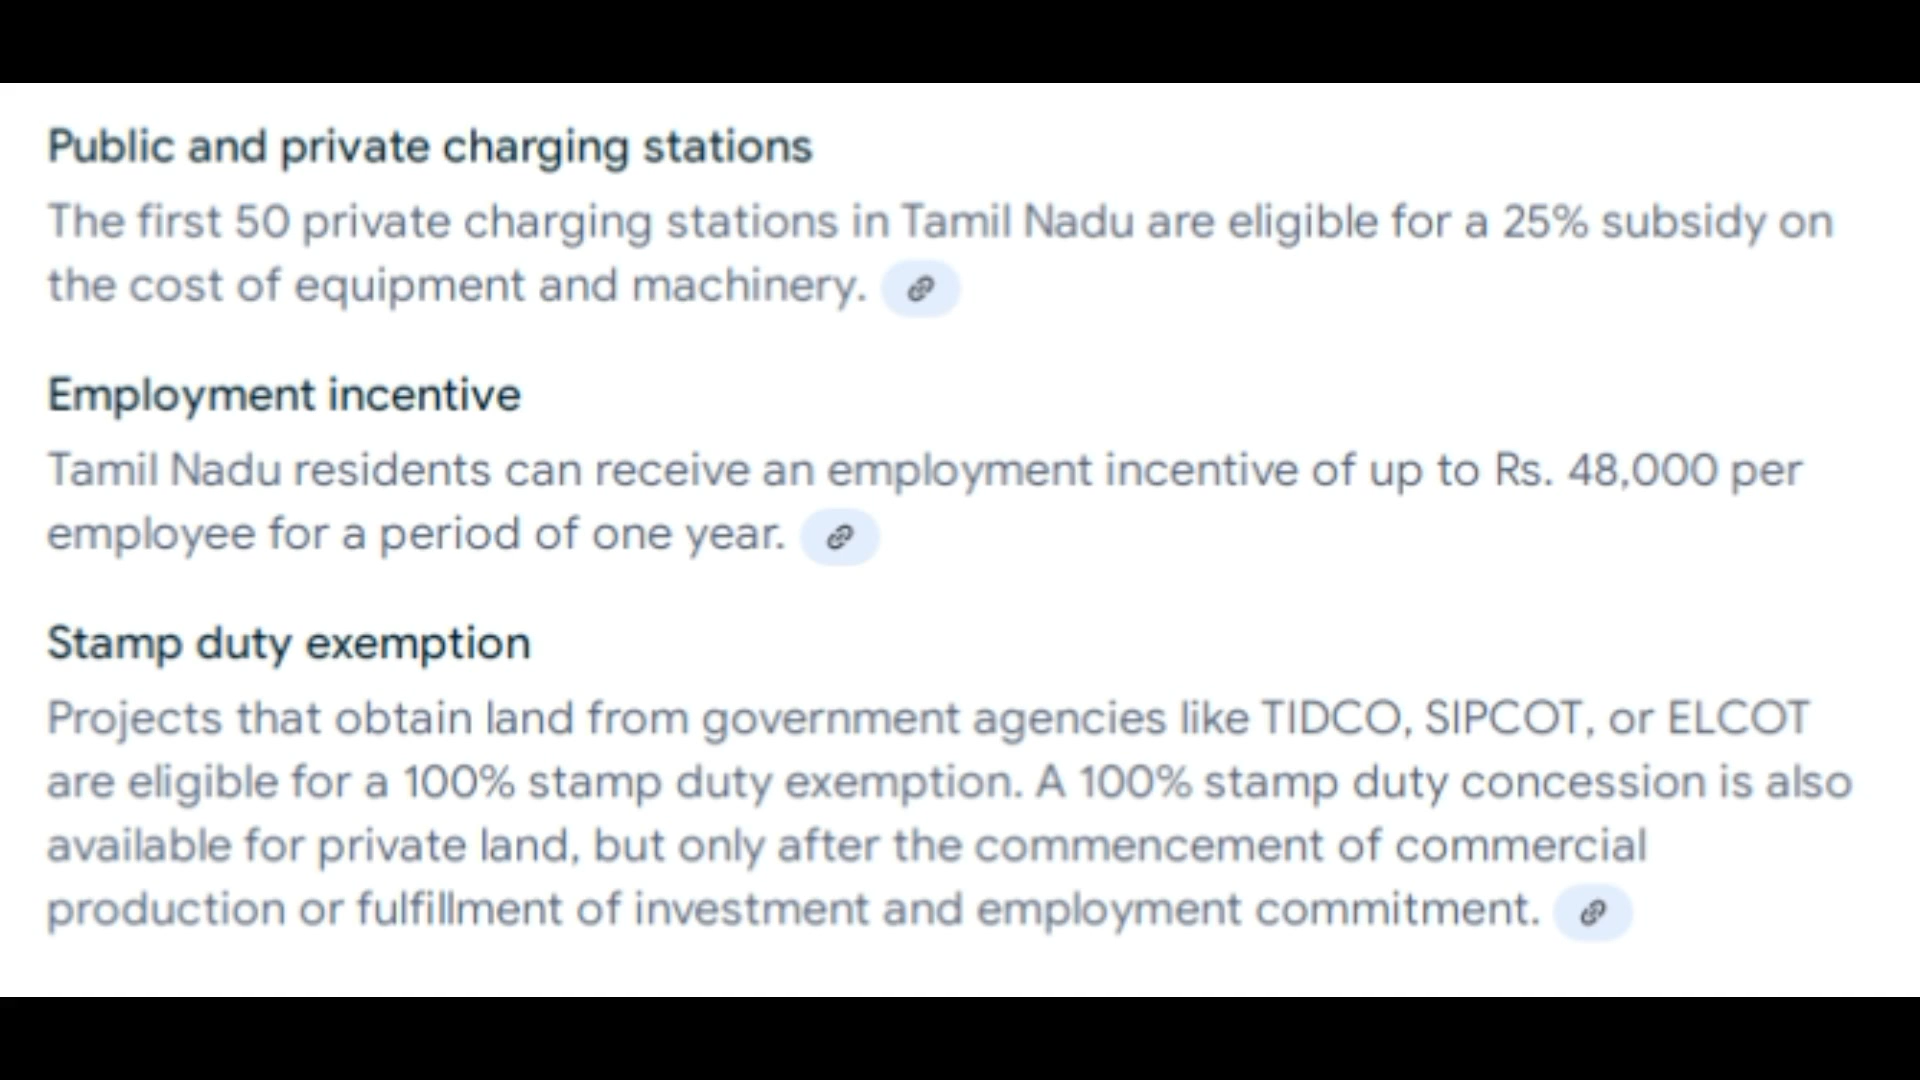 Public and private charging stations
The first 50 private charging stations in Tamil Nadu are eligible for a 25% subsidy on
the cost of equipment and machinery.
Employment incentive
Tamil Nadu residents can receive an employment incentive of up to Rs. 48,000 per
employee for a period of one year.
Stamp duty exemption
Projects that obtain land from government agencies like TIDCO, SIPCOT, or ELCOT
are eligible for a 100% stamp duty exemption. A 100% stamp duty concession is also
available for private land, but only after the commencement of commercial
production or fulfillment of investment and employment commitment.